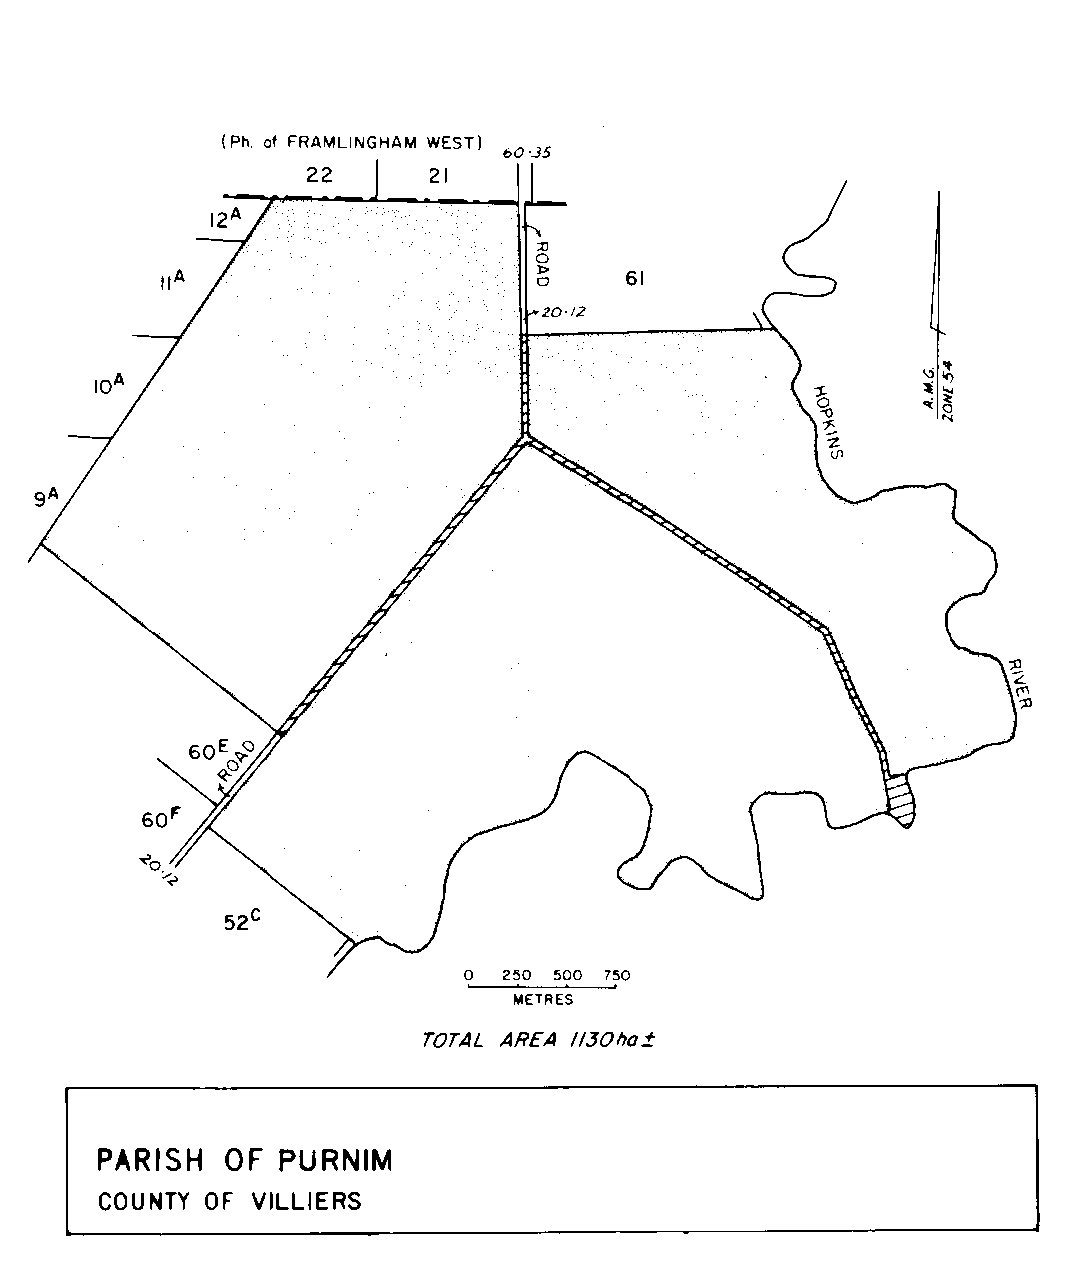 (Ph. of FRAMLINGHAM WEST)
60·35
22
21
12A
ROAD
61
11A
20·12
10A
HOPKINS
A.M.G.
ZONE 54
9A
RIVER
60E
ROAD
60F
20·12
52C
0 250 500 750
METRES
TOTAL AREA 1130ha±
PARISH OF PURNIM
COUNTY OF VILLIERS